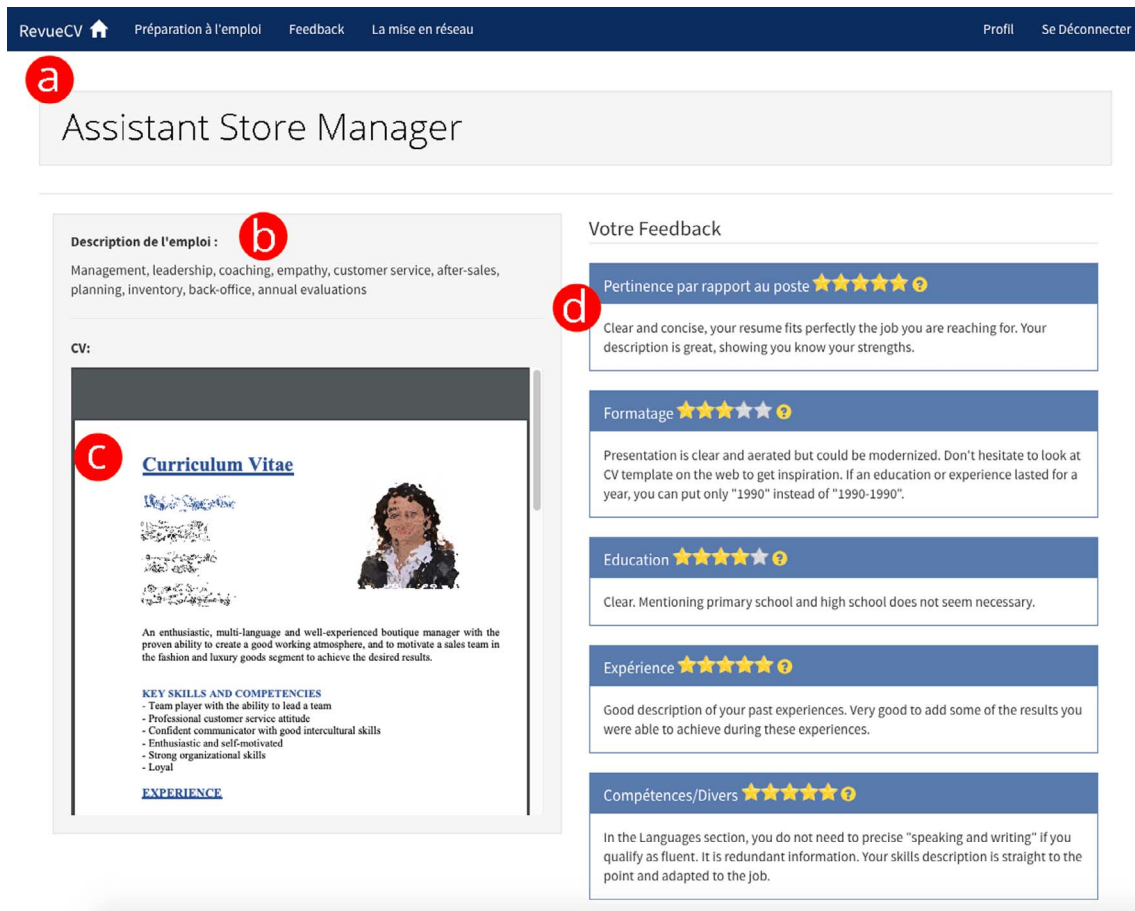 RevueCV Préparation à l'emploi Feedback La mise en réseau Profil Se Déconnecter
a
Assistant Store Manager
b
Description de l'emploi :
Management, leadership, coaching, empathy, customer service, after-sales,
planning, inventory, back-office, annual evaluations
CV:
c
Curriculum Vitae
An enthusiastic, multi-language and well-experienced boutique manager with the
proven ability to create a good working atmosphere, and to motivate a sales team in
the fashion and luxury goods segment to achieve the desired results.
KEY SKILLS AND COMPETENCIES
- Team player with the ability to lead a team
- Professional customer service attitude
- Confident communicator with good intercultural skills
- Enthusiastic and self-motivated
- Strong organizational skills
- Loyal
EXPERIENCE
Votre Feedback
d
Pertinence par rapport au poste ?
Clear and concise, your resume fits perfectly the job you are reaching for. Your
description is great, showing you know your strengths.
Formatage ?
Presentation is clear and aerated but could be modernized. Don't hesitate to look at
CV template on the web to get inspiration. If an education or experience lasted for a
year, you can put only "1990" instead of "1990-1990".
Education ?
Clear. Mentioning primary school and high school does not seem necessary.
Expérience ?
Good description of your past experiences. Very good to add some of the results you
were able to achieve during these experiences.
Compétences/Divers ?
In the Languages section, you do not need to precise "speaking and writing" if you
qualify as fluent. It is redundant information. Your skills description is straight to the
point and adapted to the job.